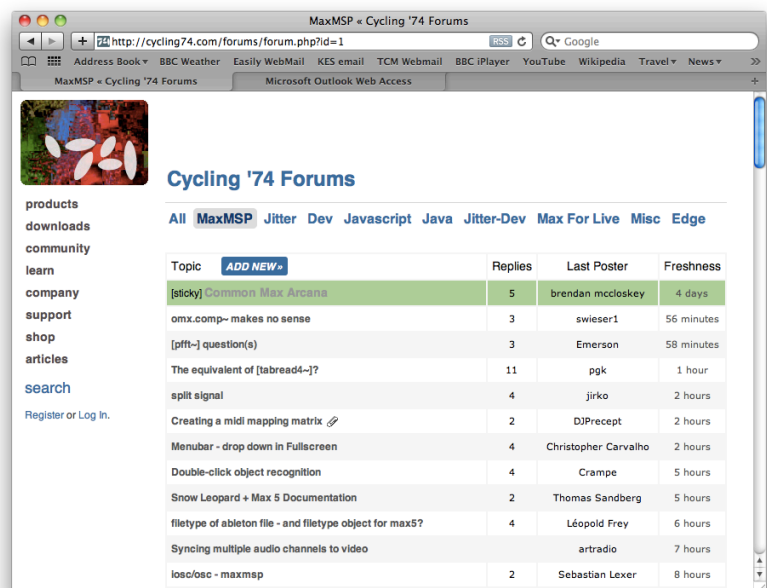 MaxMSP « Cycling '74 Forums
http://cycling74.com/forums/forum.php?id=1 RSS Google
Address Book BBC Weather Easily WebMail KES email TCM Webmail BBC iPlayer YouTube Wikipedia Travel News
MaxMSP « Cycling '74 Forums Microsoft Outlook Web Access
Cycling '74 Forums
products
downloads
community
learn
company
support
shop
articles
search
Register or Log In.
All MaxMSP Jitter Dev Javascript Java Jitter-Dev Max For Live Misc Edge
Topic ADD NEW» Replies Last Poster Freshness
[sticky] Common Max Arcana 5 brendan mccloskey 4 days
omx.comp~ makes no sense 3 swieser1 56 minutes
[pfft~] question(s) 3 Emerson 58 minutes
The equivalent of [tabread4~]? 11 pgk 1 hour
split signal 4 jirko 2 hours
Creating a midi mapping matrix 2 DJPrecept 2 hours
Menubar - drop down in Fullscreen 4 Christopher Carvalho 2 hours
Double-click object recognition 4 Crampe 5 hours
Snow Leopard + Max 5 Documentation 2 Thomas Sandberg 5 hours
filetype of ableton file - and filetype object for max5? 4 Léopold Frey 6 hours
Syncing multiple audio channels to video artradio 7 hours
iosc/osc - maxmsp 2 Sebastian Lexer 8 hours